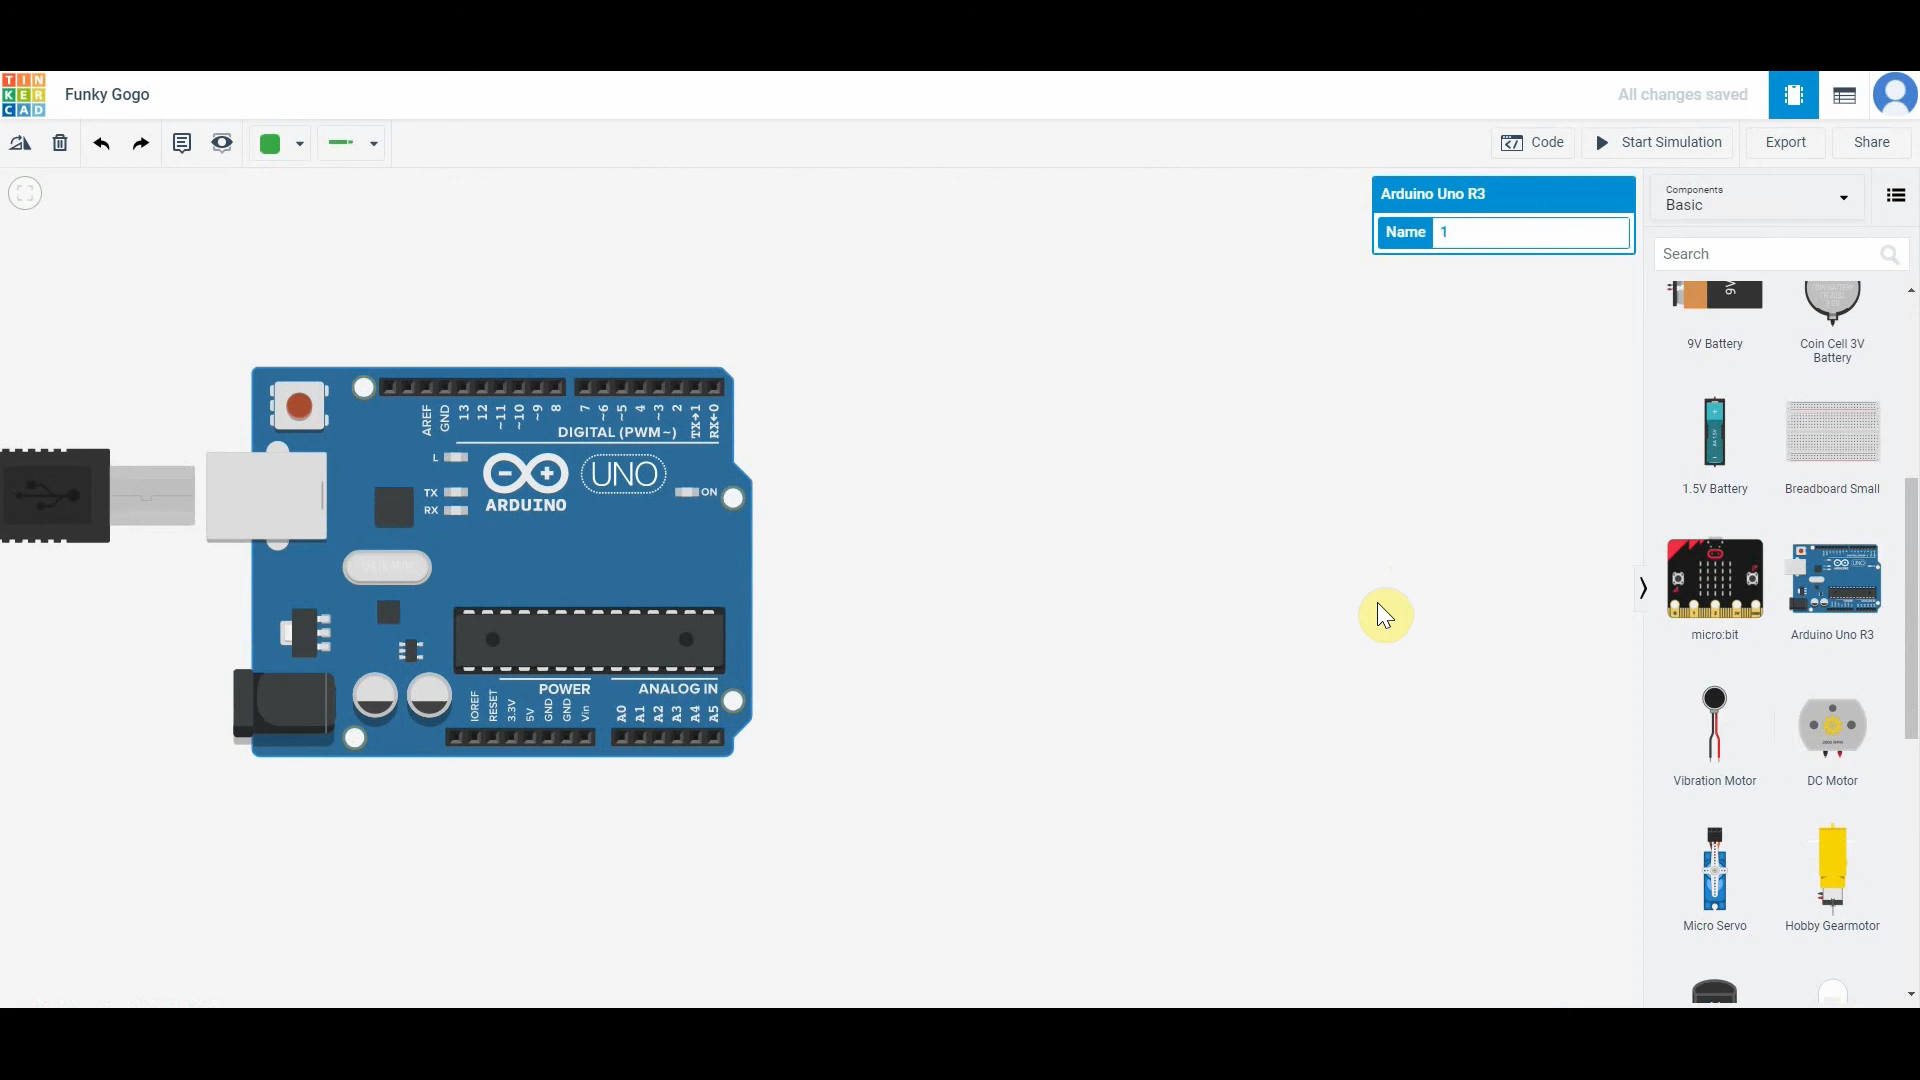 TIN
KER
CAD
Funky Gogo
All changes saved
Code
Start Simulation
Export
Share
Arduino Uno R3
Name 1
Components
Basic
Search
9V
9V Battery
Coin Cell 3V
Battery
1.5V Battery
Breadboard Small
micro:bit
Arduino Uno R3
Vibration Motor
DC Motor
Micro Servo
Hobby Gearmotor
AREF
GND
13
12
~11
~10
~9
8
7
~6
~5
4
~3
2
TX→1
RX←0
DIGITAL (PWM~)
L
TX
RX
ARDUINO
UNO
ON
POWER
ANALOG IN
IOREF
RESET
3.3V
5V
GND
GND
Vin
A0
A1
A2
A3
A4
A5